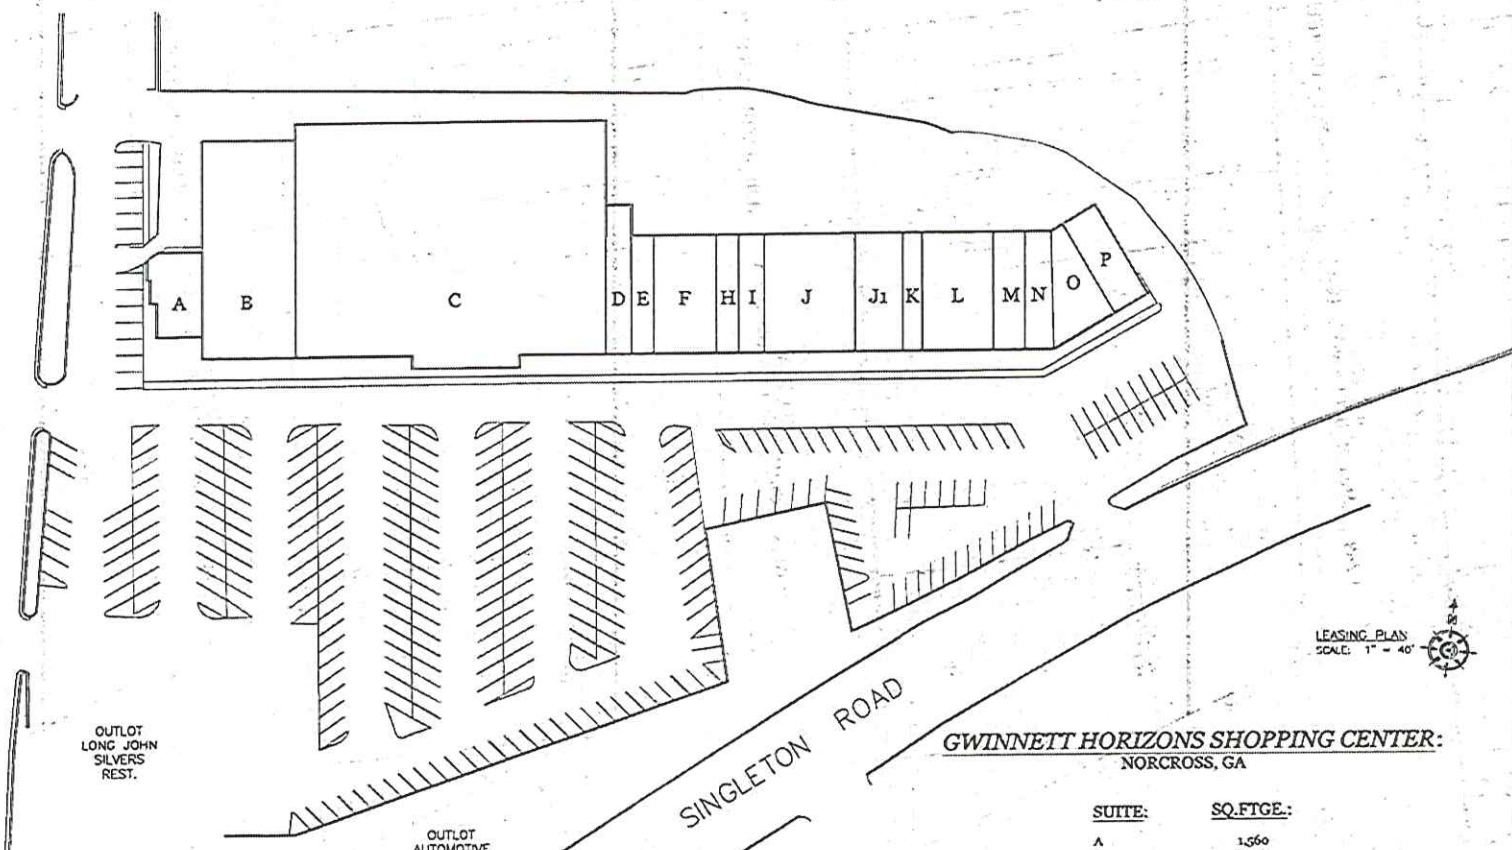 A B C D E F H I J J1 K L M N O P
LEASING PLAN
SCALE: 1" = 40'
N
OUTLOT
LONG JOHN
SILVERS
REST.
SINGLETON ROAD
GWINNETT HORIZONS SHOPPING CENTER:
NORCROSS, GA
SUITE: SQ.FTGE.:
A 1,560
OUTLOT
AUTOMOTIVE